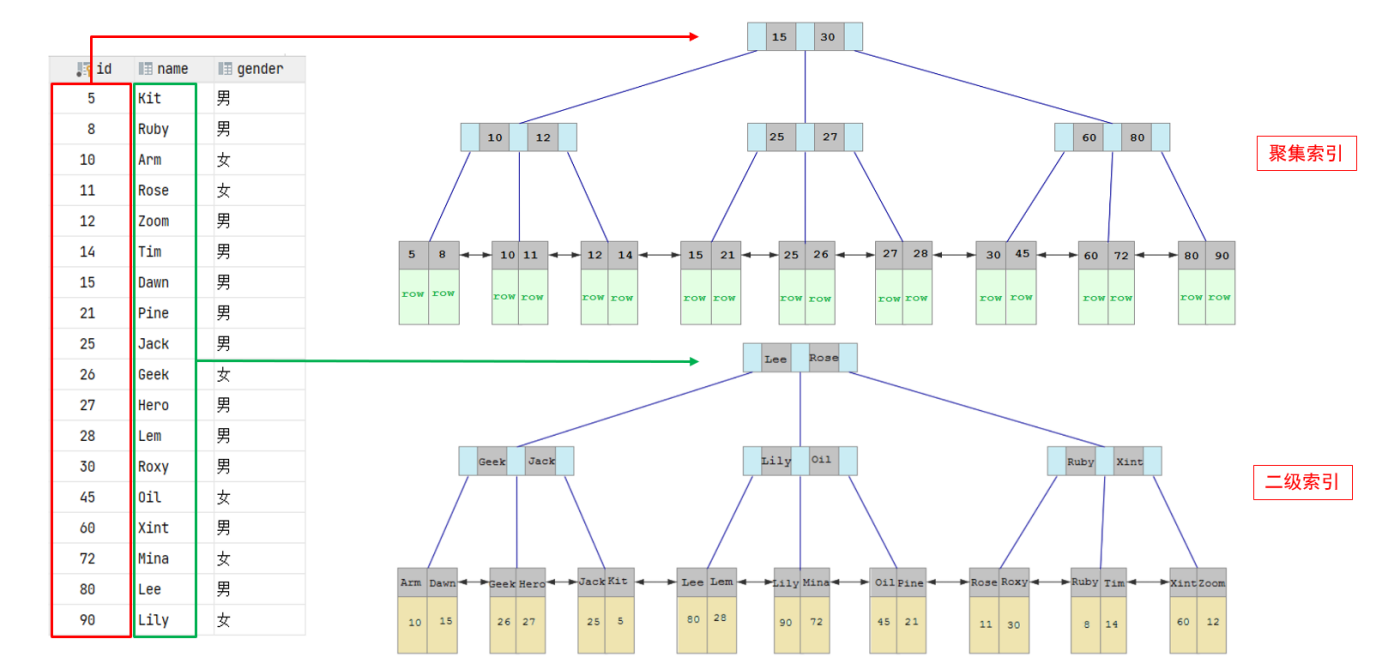 id name gender
5 Kit 男
8 Ruby 男
10 Arm 女
11 Rose 女
12 Zoom 男
14 Tim 男
15 Dawn 男
21 Pine 男
25 Jack 男
26 Geek 女
27 Hero 男
28 Lem 男
30 Roxy 男
45 Oil 女
60 Xint 男
72 Mina 女
80 Lee 男
90 Lily 女
15 30
10 12 25 27 60 80
聚集索引
5 8 10 11 12 14 15 21 25 26 27 28 30 45 60 72 80 90
row row row row row row row row row row row row row row row row row row
Lee Rose
Geek Jack Lily Oil Ruby Xint
二级索引
Arm Dawn Geek Hero Jack Kit Lee Lem Lily Mina Oil Pine Rose Roxy Ruby Tim Xint Zoom
10 15 26 27 25 5 80 28 90 72 45 21 11 30 8 14 60 12